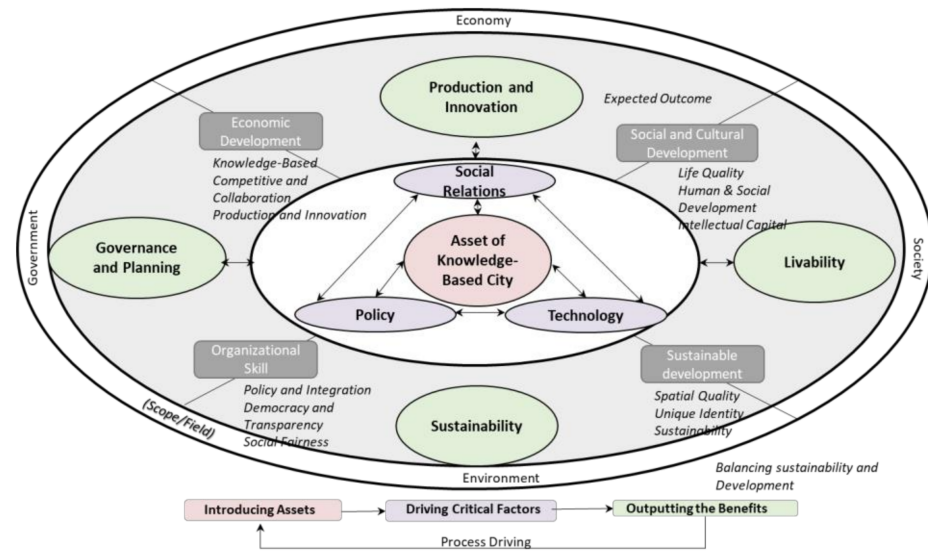 Economy
Production and
Innovation
Expected Outcome
Economic
Development
Social and Cultural
Development
Knowledge-Based
Competitive and
Collaboration
Production and Innovation
Life Quality
Human & Social
Development
Intellectual Capital
Social
Relations
Government
Governance
and Planning
Asset of
Knowledge-
Based City
Livability
Society
Policy
Technology
Organizational
Skill
Sustainable
development
Policy and Integration
Democracy and
Transparency
Social Fairness
Spatial Quality
Unique Identity
Sustainability
(Scope/Field)
Sustainability
Environment
Balancing sustainability and
Development
Introducing Assets
Driving Critical Factors
Outputting the Benefits
Process Driving